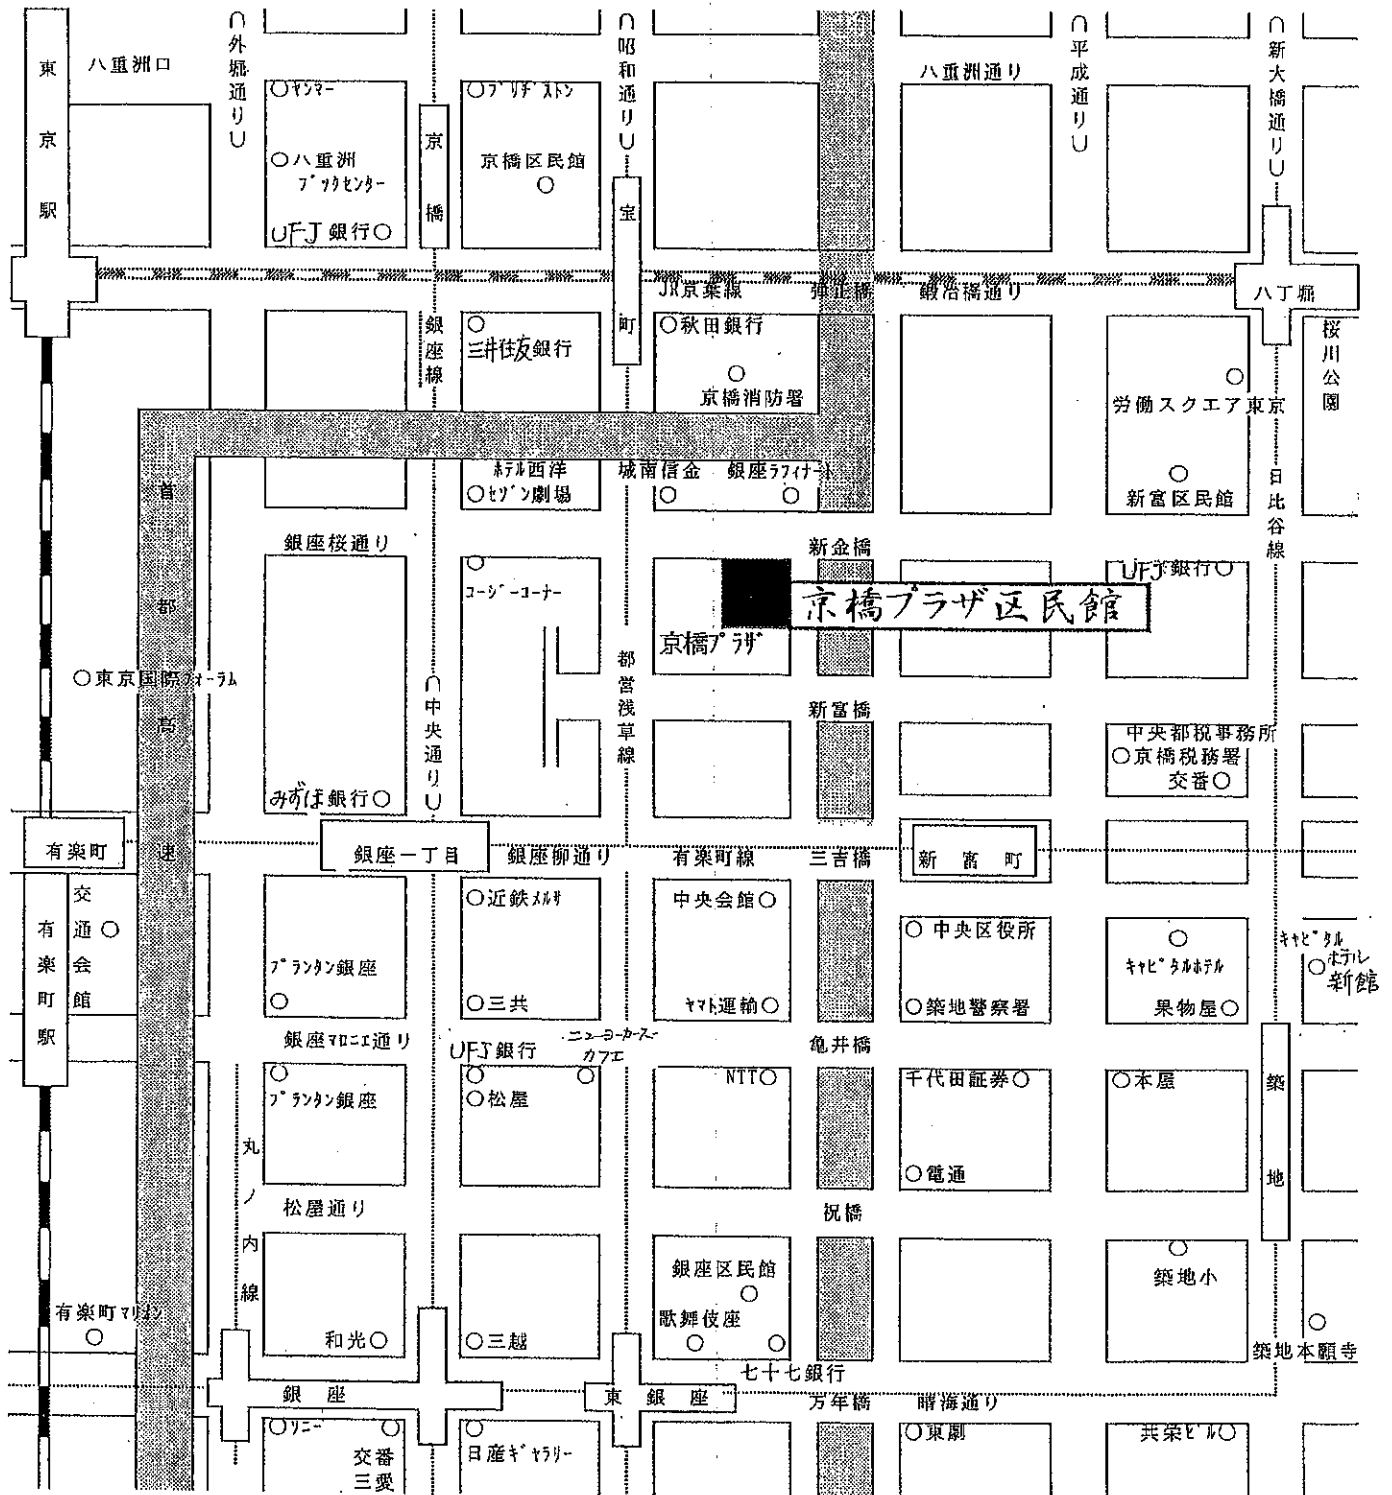 東京駅
八重洲口
∩外堀通り∪
ヤンマー
八重洲
ブックセンター
UFJ銀行
京橋
ブリヂストン
京橋区民館
∩昭和通り∪
宝町
八重洲通り
∩平成通り∪
∩新大橋通り∪
JR京葉線
弾正橋
鍛冶橋通り
八丁堀
銀座線
三井住友銀行
秋田銀行
京橋消防署
桜川公園
労働スクエア東京
新富区民館
日比谷線
首都高速
ホテル西洋
セゾン劇場
城南信金
銀座ラフィナート
銀座桜通り
コージーコーナー
新金橋
UFJ銀行
京橋プラザ区民館
京橋プラザ
東京国際フォーラム
∩中央通り∪
都営浅草線
新富橋
中央都税事務所
京橋税務署
交番
みずほ銀行
有楽町
銀座一丁目
銀座柳通り
有楽町線
三吉橋
新富町
有楽町駅
交通会館
プランタン銀座
近鉄メルサ
三共
中央会館
ヤマト運輸
中央区役所
築地警察署
キャピタルホテル
果物屋
キャピタル
ホテル
新館
銀座マロニエ通り
UFJ銀行
ニューヨーカーズ
カフェ
亀井橋
プランタン銀座
松屋
NTT
千代田証券
電通
本屋
築地
丸ノ内線
松屋通り
祝橋
銀座区民館
歌舞伎座
築地小
有楽町マリオン
和光
三越
築地本願寺
七十七銀行
銀座
東銀座
万年橋
晴海通り
ソニー
交番
三愛
日産ギャラリー
東劇
共栄ビル